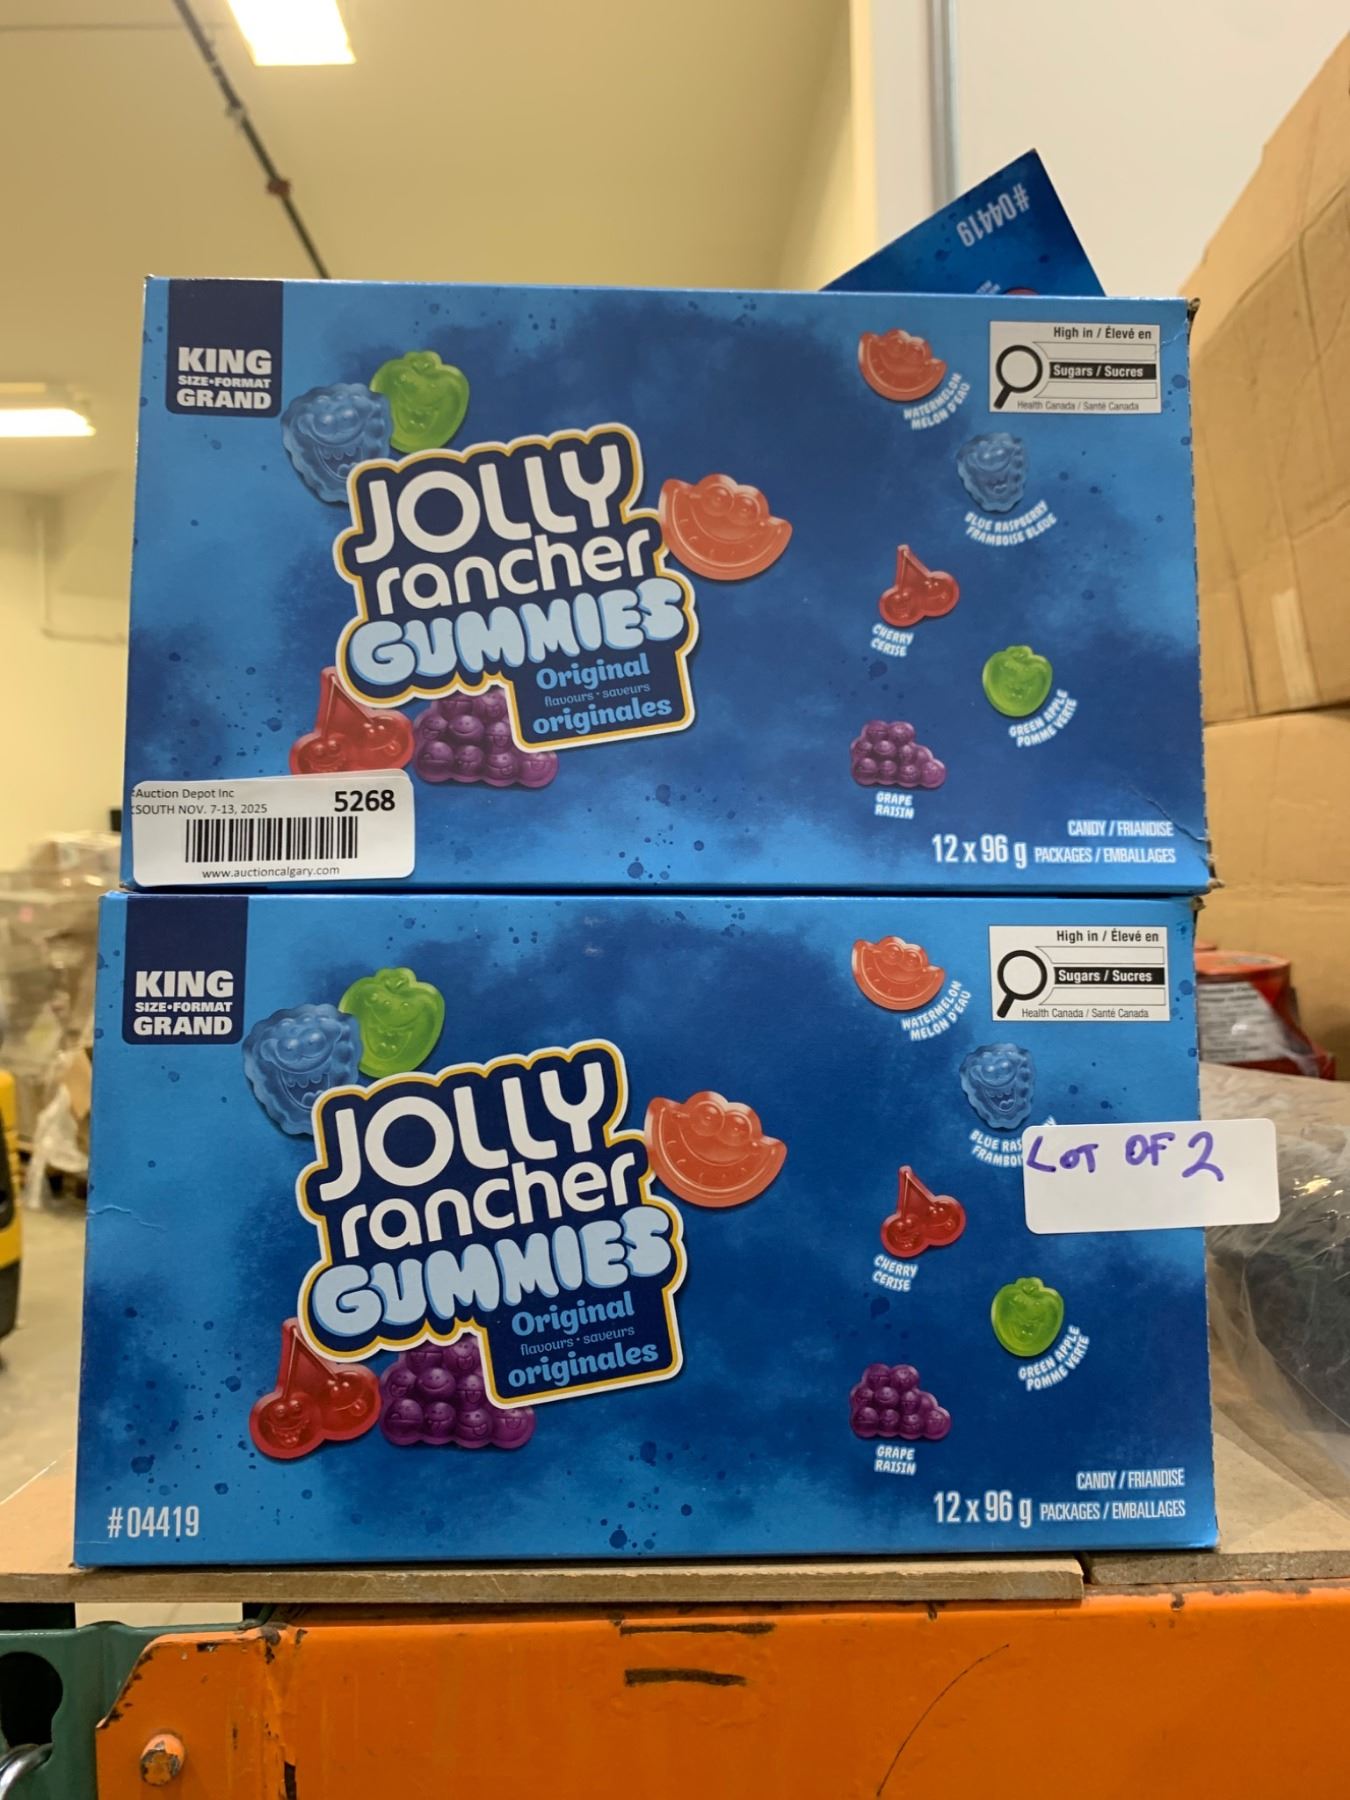 #04419
KING
SIZE•FORMAT
GRAND
JOLLY
rancher
GUMMIES
Original
flavours • saveurs
originales
High in / Élevé en
Sugars / Sucres
Health Canada / Santé Canada
WATERMELON
MELON D'EAU
BLUE RASPBERRY
FRAMBOISE BLEUE
CHERRY
CERISE
GREEN APPLE
POMME VERTE
GRAPE
RAISIN
CANDY / FRIANDISE
12 x 96 g PACKAGES / EMBALLAGES
Auction Depot Inc
SOUTH NOV. 7-13, 2025
5268
www.auctioncalgary.com
KING
SIZE•FORMAT
GRAND
JOLLY
rancher
GUMMIES
Original
flavours • saveurs
originales
High in / Élevé en
Sugars / Sucres
Health Canada / Santé Canada
WATERMELON
MELON D'EAU
BLUE
LOT OF 2
CHERRY
CERISE
GREEN APPLE
POMME VERTE
GRAPE
RAISIN
#04419
CANDY / FRIANDISE
12 x 96 g PACKAGES / EMBALLAGES